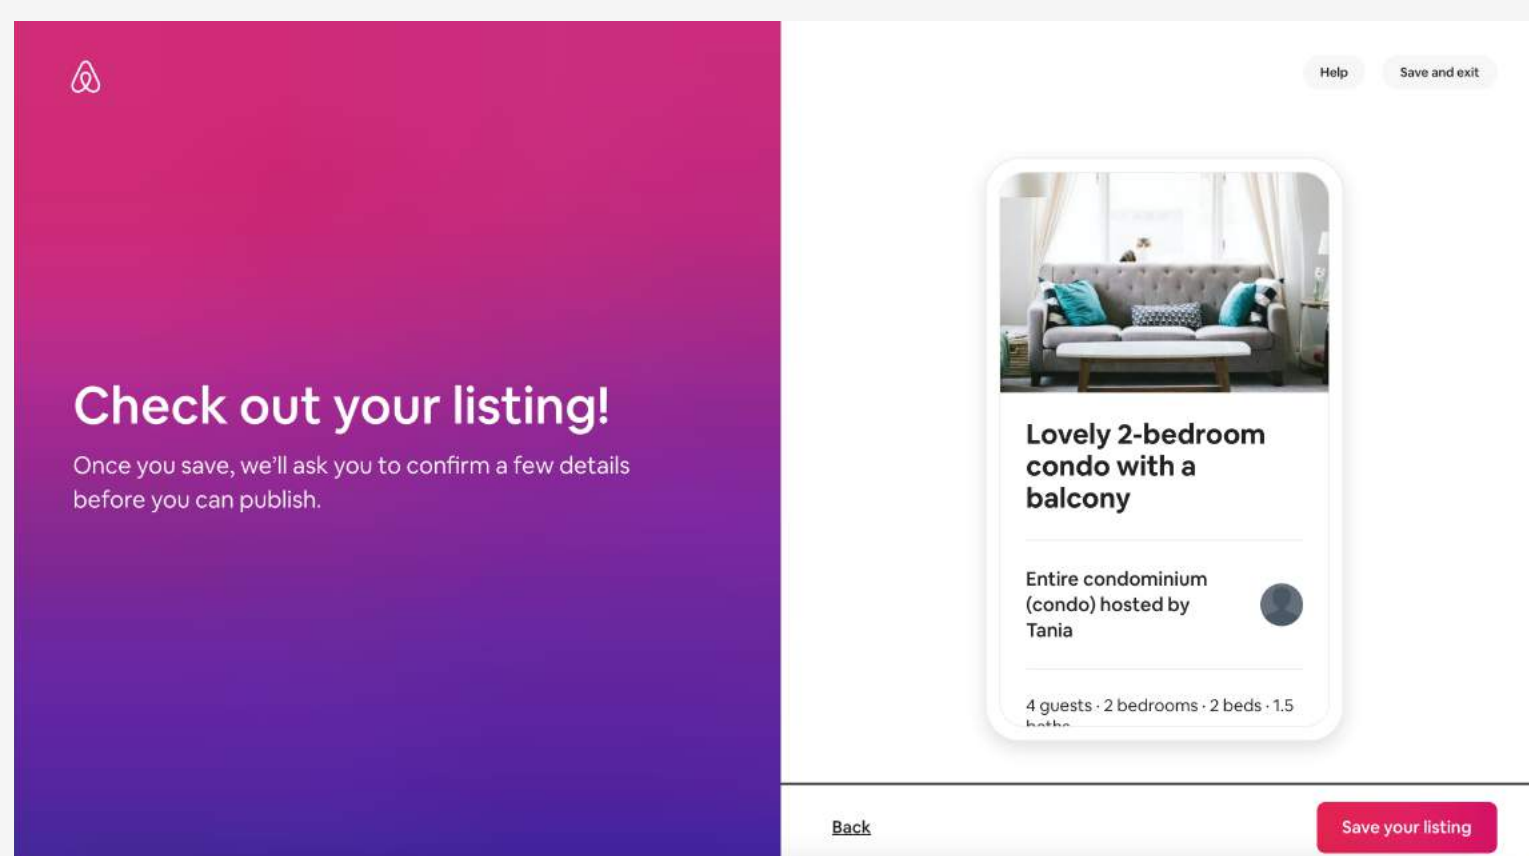 Help
Save and exit
Check out your listing!
Once you save, we'll ask you to confirm a few details
before you can publish.
Lovely 2-bedroom
condo with a
balcony
Entire condominium
(condo) hosted by
Tania
4 guests · 2 bedrooms · 2 beds · 1.5
baths
Back
Save your listing